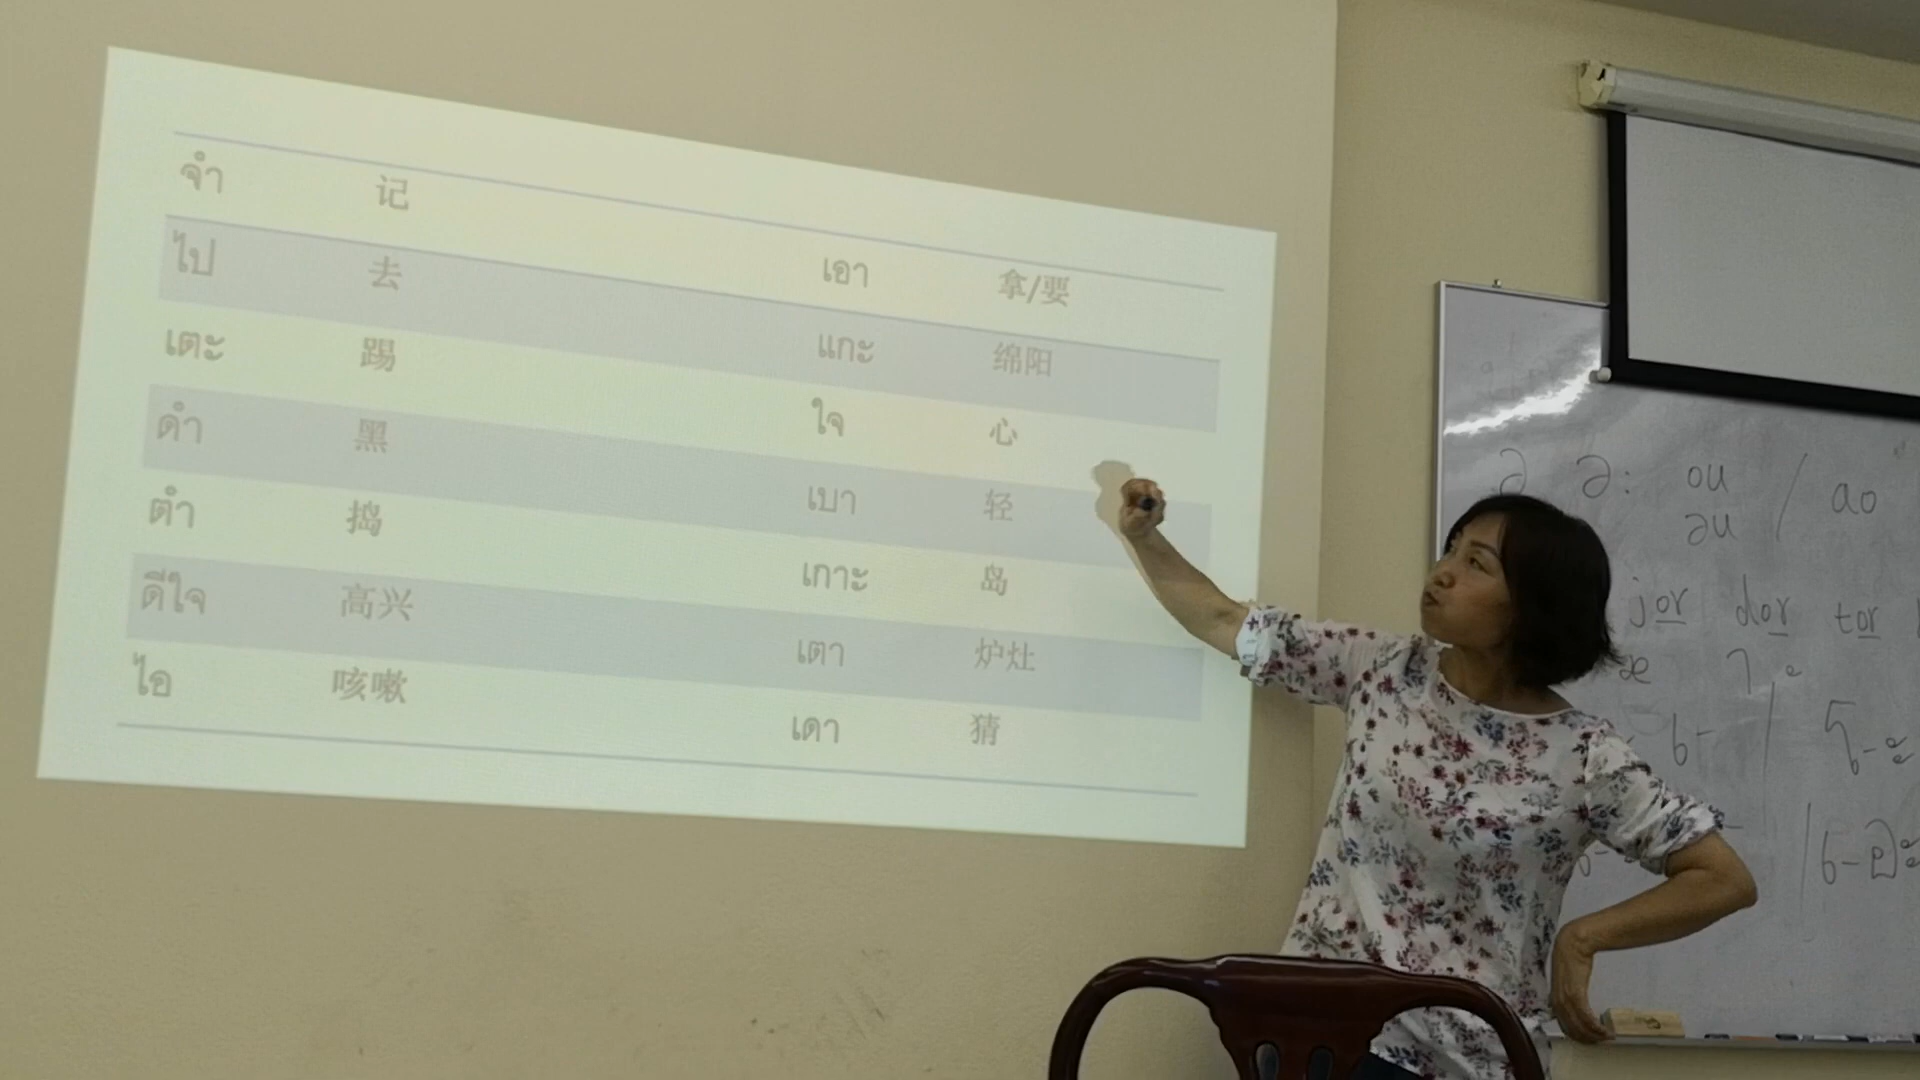 จำ 记
ไป 去
เตะ 踢
ดำ 黑
ตำ 捣
ดีใจ 高兴
ไอ 咳嗽
เอา 拿/要
แกะ 绵阳
ใจ 心
เบา 轻
เกาะ 岛
เตา 炉灶
เดา 猜
ə ə: ou / ao
əu
jor dor tor
æ